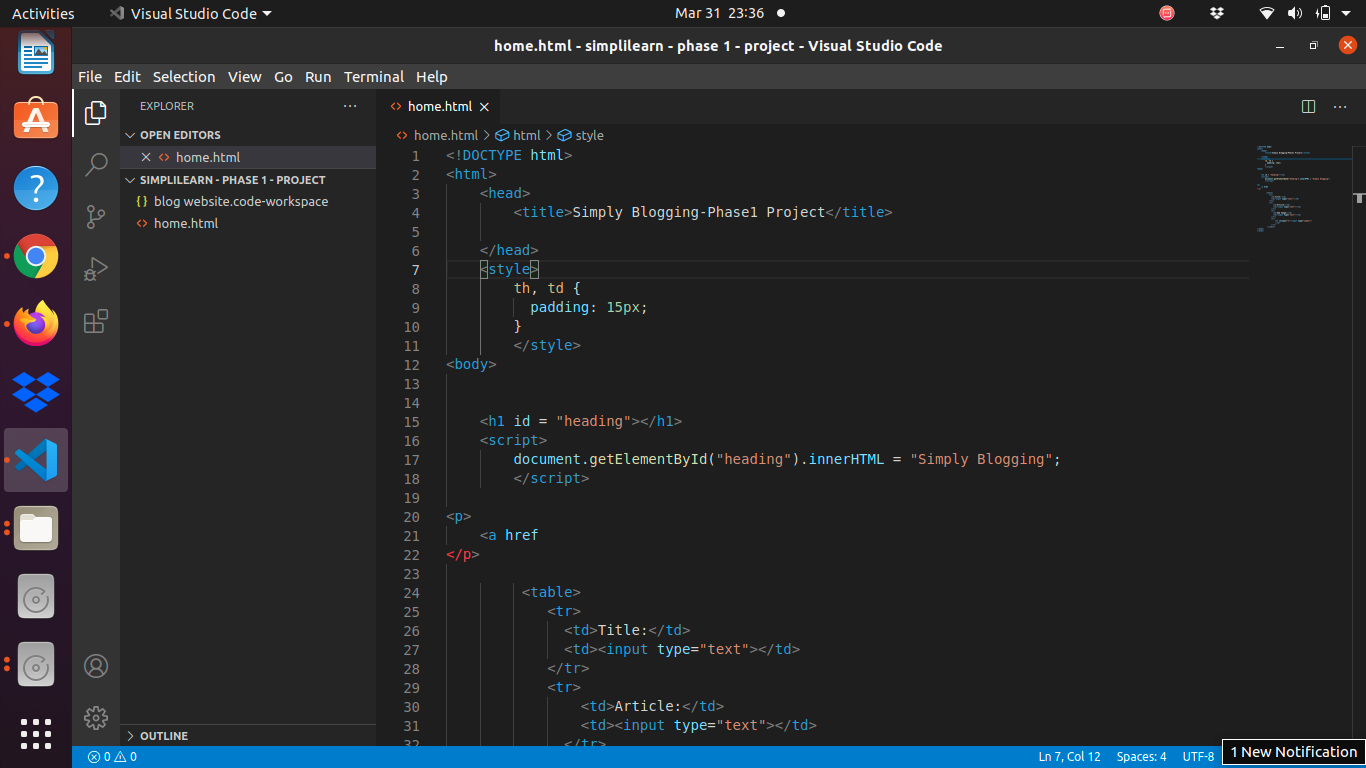 Activities
Visual Studio Code
Mar 31 23:36
home.html - simplilearn - phase 1 - project - Visual Studio Code
File Edit Selection View Go Run Terminal Help
EXPLORER
OPEN EDITORS
home.html
SIMPLILEARN - PHASE 1 - PROJECT
{} blog website.code-workspace
<> home.html
OUTLINE
<> home.html
<> home.html > html > style
1 <!DOCTYPE html>
2 <html>
3 <head>
4 <title>Simply Blogging-Phase1 Project</title>
5
6 </head>
7 <style>
8 th, td {
9 padding: 15px;
10 }
11 </style>
12 <body>
13
14
15 <h1 id = "heading"></h1>
16 <script>
17 document.getElementById("heading").innerHTML = "Simply Blogging";
18 </script>
19
20 <p>
21 <a href
22 </p>
23
24 <table>
25 <tr>
26 <td>Title:</td>
27 <td><input type="text"></td>
28 </tr>
29 <tr>
30 <td>Article:</td>
31 <td><input type="text"></td>
32 </tr>
0 0
Ln 7, Col 12 Spaces: 4 UTF-8
1 New Notification